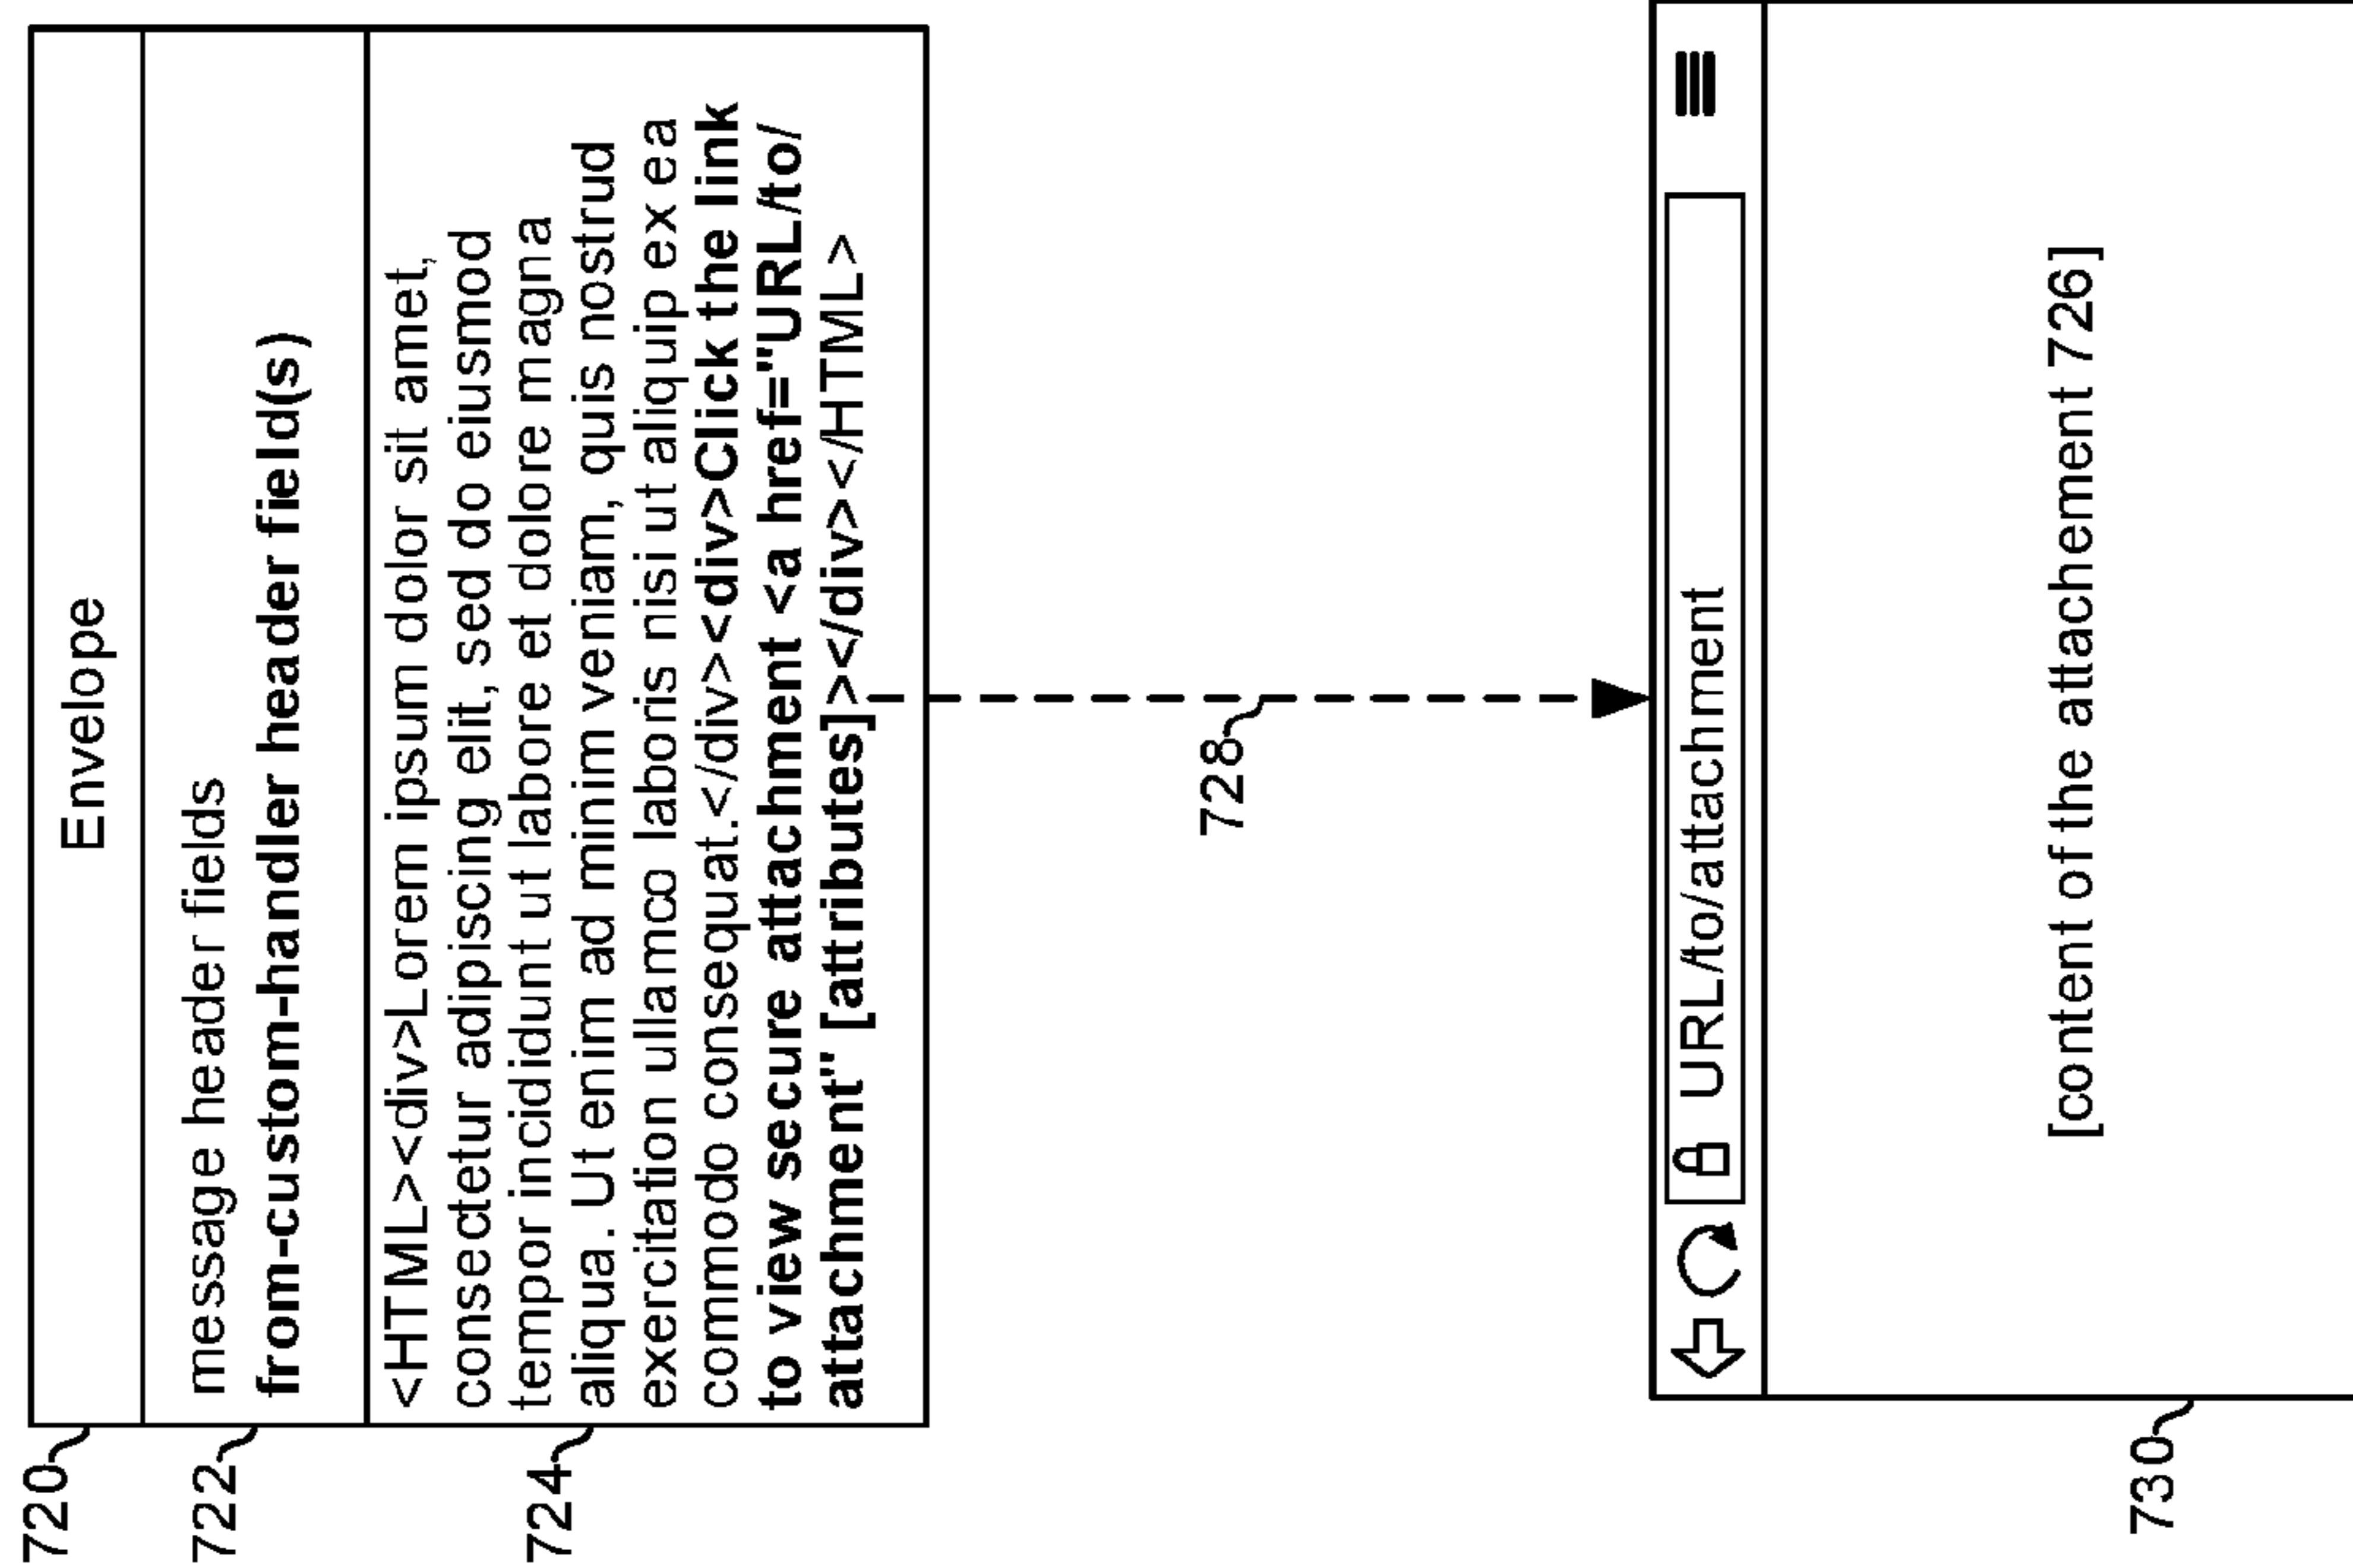 720
Envelope
722
message header fields
from-custom-handler header field(s)
724
<HTML><div>Lorem ipsum dolor sit amet,
consectetur adipiscing elit, sed do eiusmod
tempor incididunt ut labore et dolore magna
aliqua. Ut enim ad minim veniam, quis nostrud
exercitation ullamco laboris nisi ut aliquip ex ea
commodo consequat.</div><div>Click the link
to view secure attachment <a href="URL/to/
attachment" [attributes]></div></HTML>
728
URL/to/attachment
730
[content of the attachement 726]